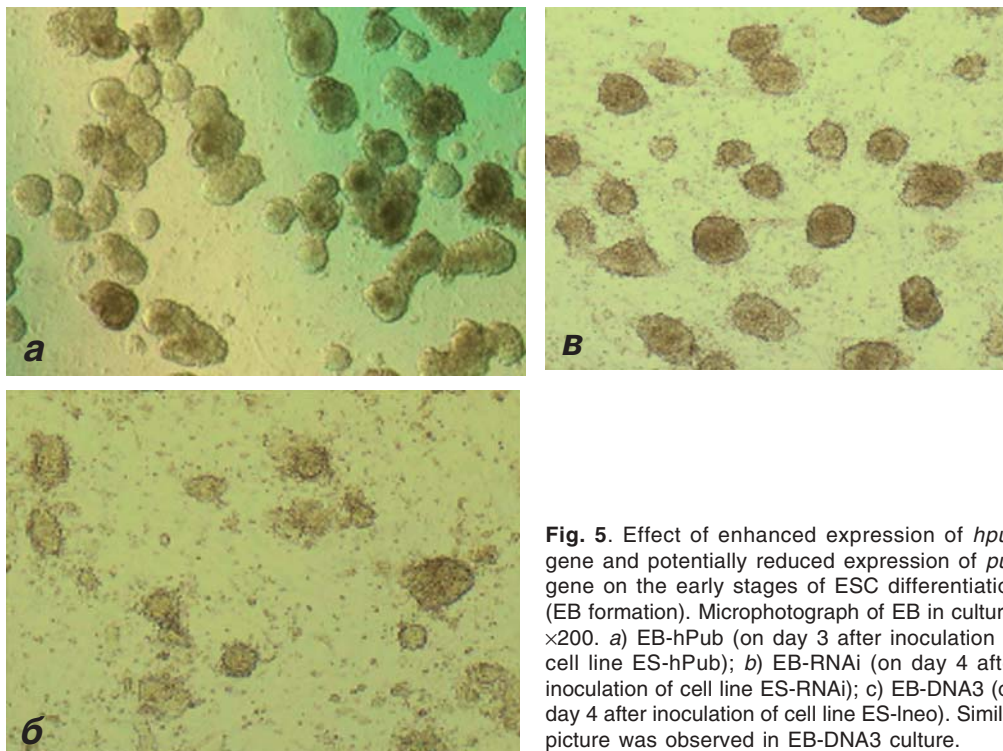 а
в
б
Fig. 5. Effect of enhanced expression of hpu
gene and potentially reduced expression of pu
gene on the early stages of ESC differentiatio
(EB formation). Microphotograph of EB in cultur
×200. a) EB-hPub (on day 3 after inoculation
cell line ES-hPub); b) EB-RNAi (on day 4 aft
inoculation of cell line ES-RNAi); c) EB-DNA3 (o
day 4 after inoculation of cell line ES-Ineo). Simil
picture was observed in EB-DNA3 culture.